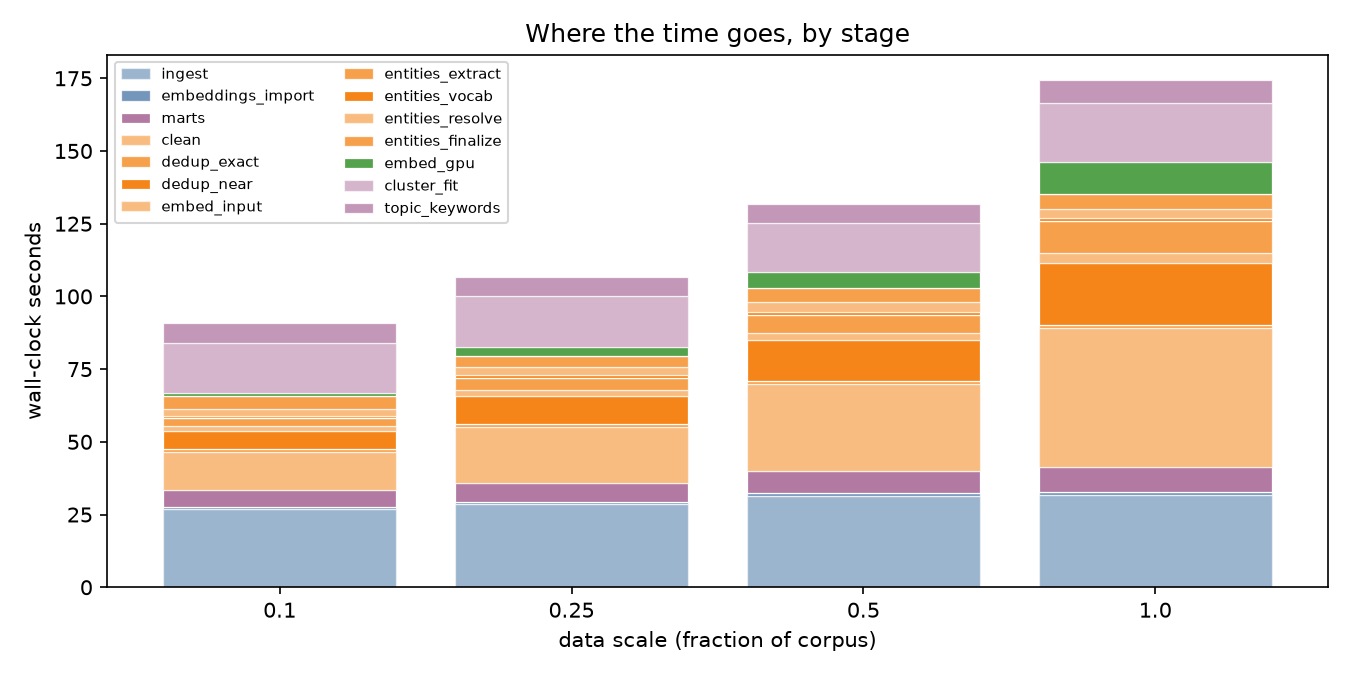 Where the time goes, by stage
175
150
125
100
75
50
25
0
wall-clock seconds
ingest
embeddings_import
marts
clean
dedup_exact
dedup_near
embed_input
entities_extract
entities_vocab
entities_resolve
entities_finalize
embed_gpu
cluster_fit
topic_keywords
0.1
0.25
0.5
1.0
data scale (fraction of corpus)